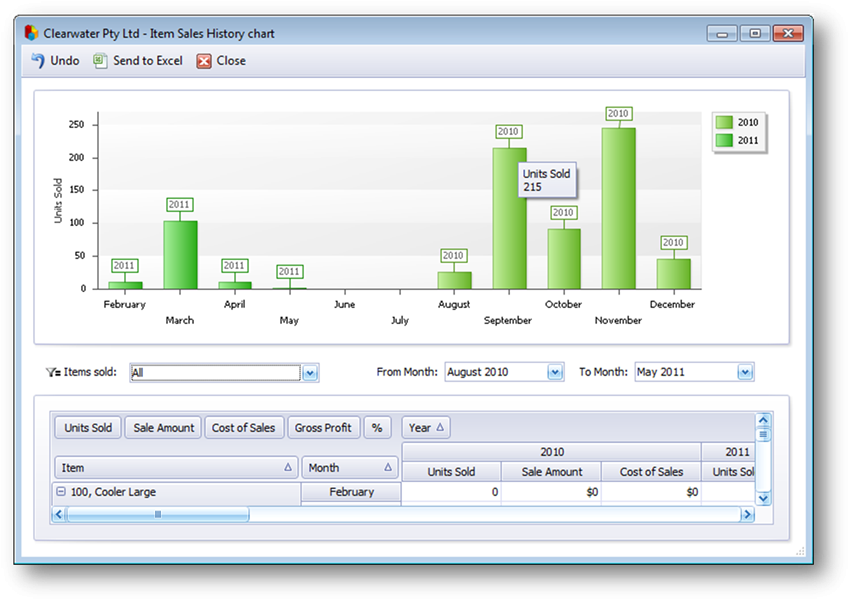 Clearwater Pty Ltd - Item Sales History chart
Undo Send to Excel Close
2010
2011
250
200
150
100
50
0
Units Sold
2011
2011
2011
2011
2010
2010
2010
2010
2010
Units Sold
215
February March April May June July August September October November December
Items sold: All From Month: August 2010 To Month: May 2011
Units Sold Sale Amount Cost of Sales Gross Profit % Year
2010 2011
Item Month Units Sold Sale Amount Cost of Sales Units Sol
100, Cooler Large February 0 $0 $0